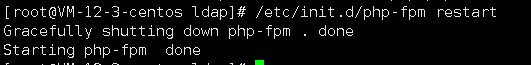 [root@VM-12-3-centos ldap]# /etc/init.d/php-fpm restart
Gracefully shutting down php-fpm . done
Starting php-fpm  done